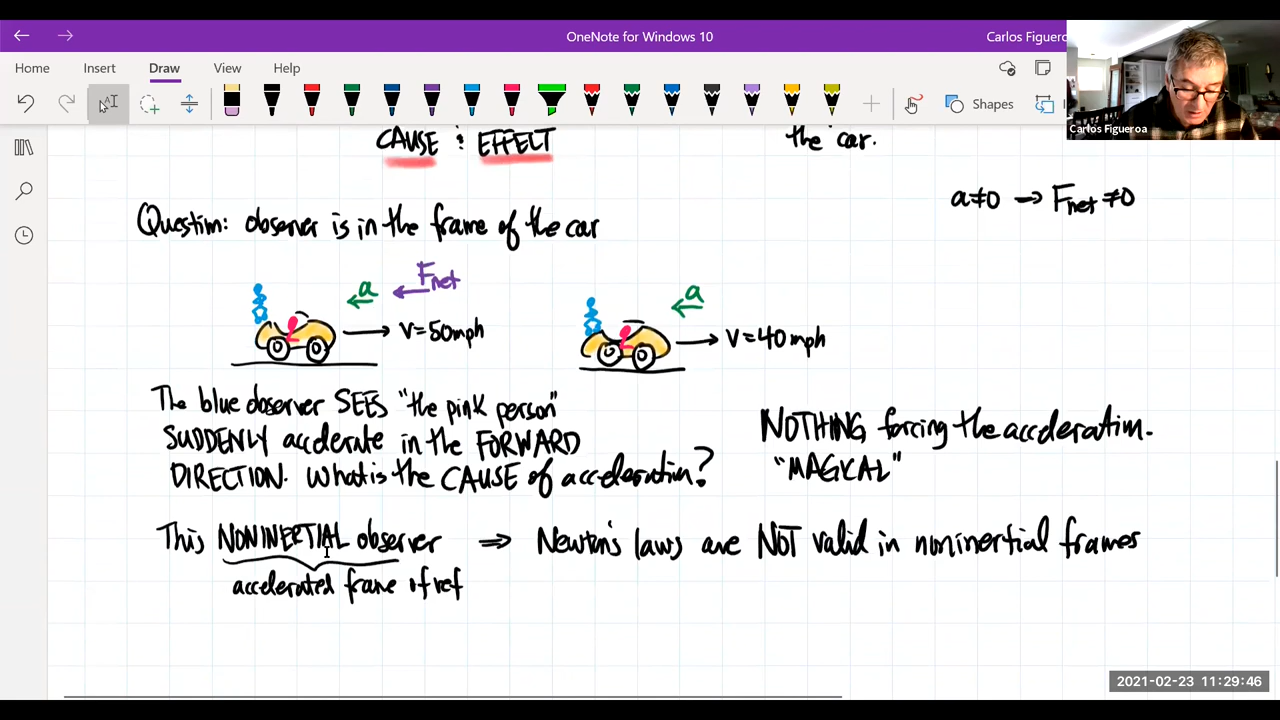 OneNote for Windows 10
Carlos Figuero
Home Insert Draw View Help
Shapes
Carlos Figueroa
CAUSE : EFFECT
the car.
a≠0 → Fnet ≠0
Question: observer is in the frame of the car
a Fnet
V=50mph
a
V=40mph
The blue observer SEES "the pink person"
SUDDENLY acclerate in the FORWARD
DIRECTION. What is the CAUSE of acceleration?
NOTHING forcing the acceleration.
"MAGICAL"
This NONINERTIAL observer ⇒ Newton's laws are NOT valid in noninertial frames
accelerated frame of ref
2021-02-23 11:29:46